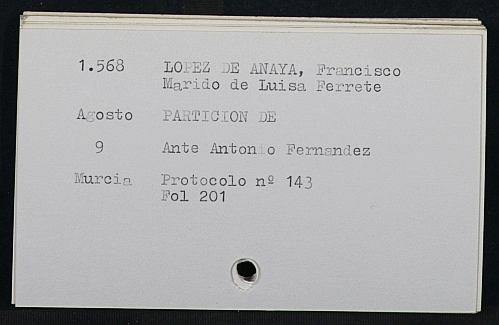 1.568 LOPEZ DE ANAYA, Francisco
Marido de Luisa Ferrete
Agosto PARTICION DE
9 Ante Antonio Fernandez
Murcia Protocolo nº 143
Fol 201